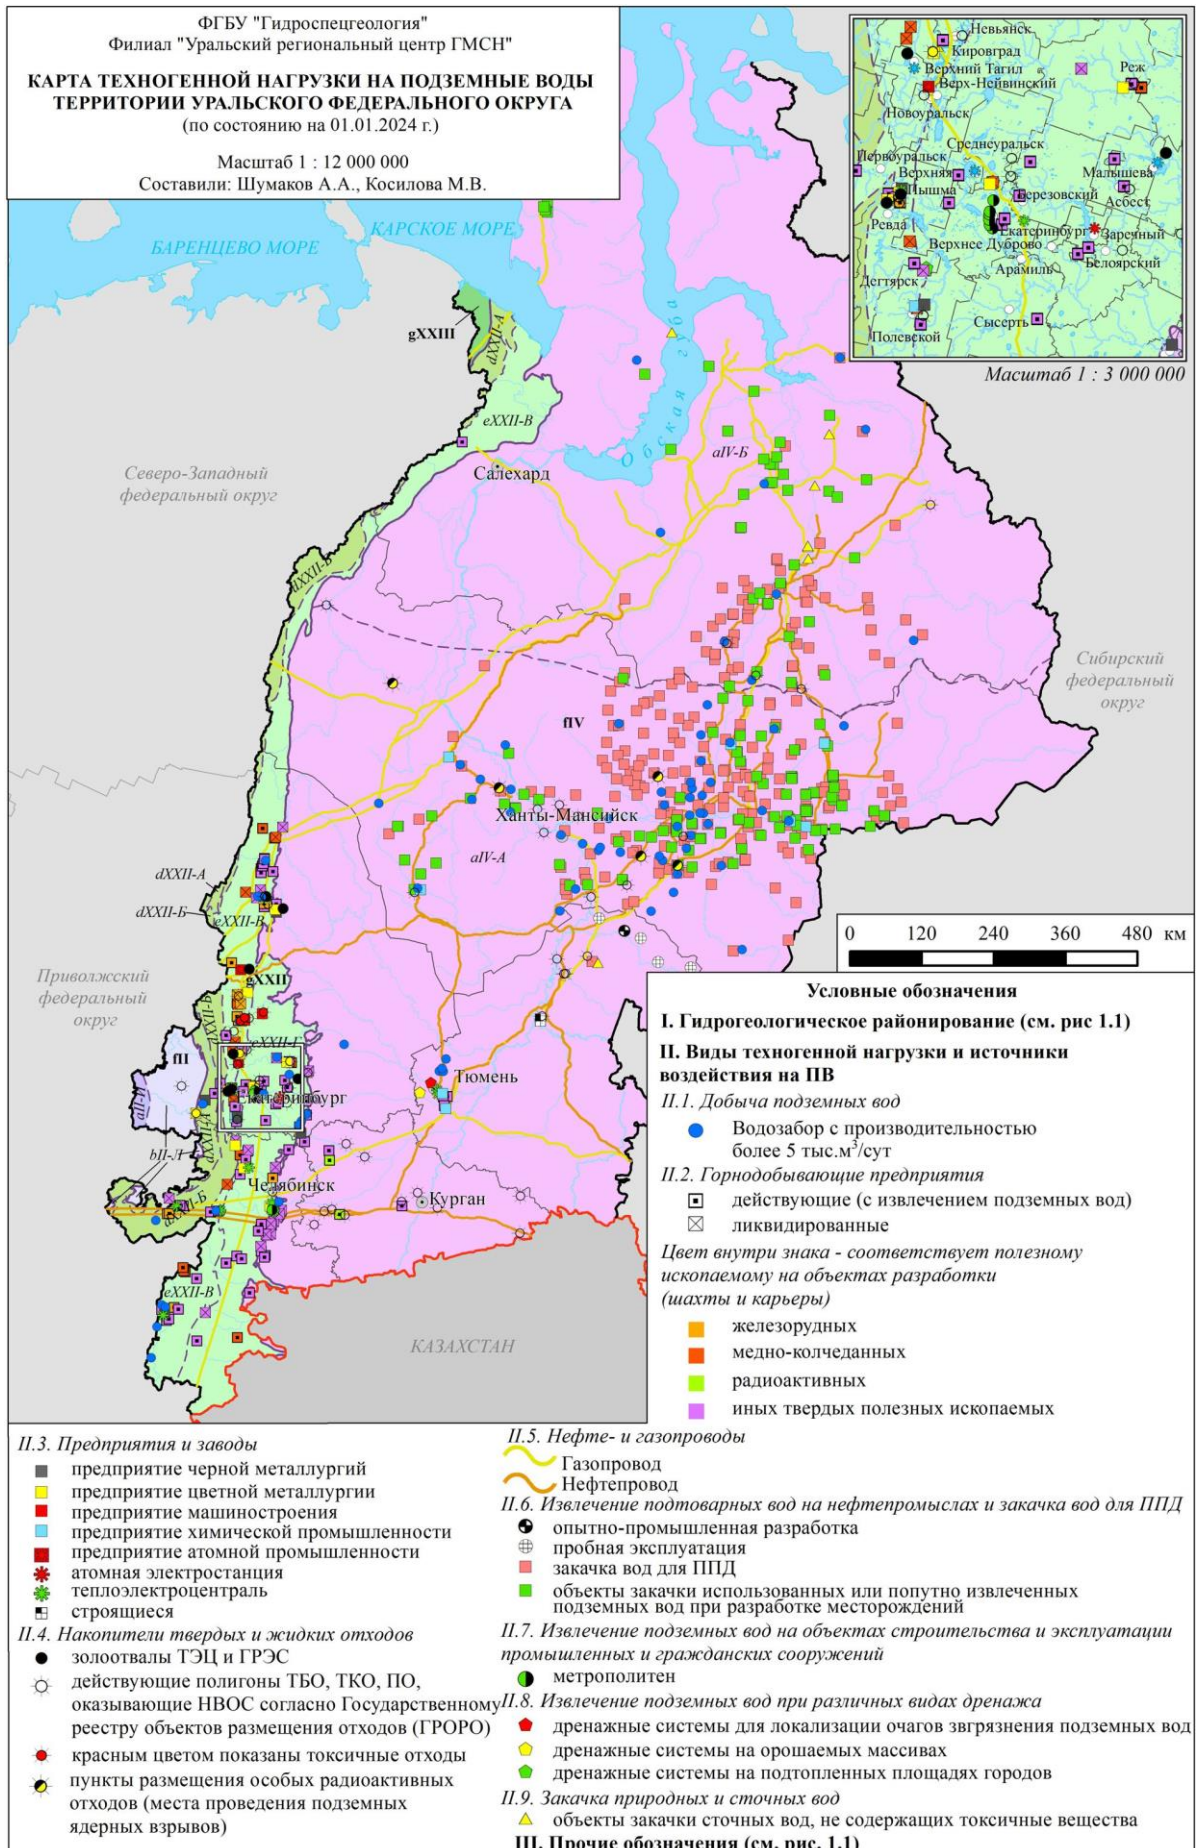 ФГБУ "Гидроспецгеология"
Филиал "Уральский региональный центр ГМСН"
КАРТА ТЕХНОГЕННОЙ НАГРУЗКИ НА ПОДЗЕМНЫЕ ВОДЫ
ТЕРРИТОРИИ УРАЛЬСКОГО ФЕДЕРАЛЬНОГО ОКРУГА
(по состоянию на 01.01.2024 г.)
Масштаб 1 : 12 000 000
Составили: Шумаков А.А., Косилова М.В.
Невьянск
Кировград
Верхний Тагил
Реж
Верх-Нейвинский
Новоуральск
Среднеуральск
Первоуральск
Верхняя
Пышма
Малышева
Асбест
Березовский
Ревда
Екатеринбург
Заречный
Верхнее Дуброво
Белоярский
Арамиль
Дегтярск
Сысерть
Полевской
Масштаб 1 : 3 000 000
БАРЕНЦЕВО МОРЕ
КАРСКОЕ МОРЕ
Обская губа
gXXIII
dXXII-А
eXXII-В
aIV-Б
Салехард
Северо-Западный
федеральный округ
dXXII-Б
Сибирский
федеральный
округ
fIV
Ханты-Мансийск
aIV-А
dXXII-А
dXXII-Б
eXXII-В
0 120 240 360 480 км
Приволжский
федеральный
округ
gXXII
dXXII-Б
eXXII-Г
fII
Екатеринбург
Тюмень
dXXII-А
bII-Л
Челябинск
Курган
eXXII-В
КАЗАХСТАН
Условные обозначения
I. Гидрогеологическое районирование (см. рис 1.1)
II. Виды техногенной нагрузки и источники
воздействия на ПВ
II.1. Добыча подземных вод
Водозабор с производительностью
более 5 тыс.м³/сут
II.2. Горнодобывающие предприятия
действующие (с извлечением подземных вод)
ликвидированные
Цвет внутри знака - соответствует полезному
ископаемому на объектах разработки
(шахты и карьеры)
железорудных
медно-колчеданных
радиоактивных
иных твердых полезных ископаемых
II.3. Предприятия и заводы
предприятие черной металлургий
предприятие цветной металлургии
предприятие машиностроения
предприятие химической промышленности
предприятие атомной промышленности
атомная электростанция
теплоэлектроцентраль
строящиеся
II.4. Накопители твердых и жидких отходов
золоотвалы ТЭЦ и ГРЭС
действующие полигоны ТБО, ТКО, ПО,
оказывающие НВОС согласно Государственному
реестру объектов размещения отходов (ГРОРО)
красным цветом показаны токсичные отходы
пункты размещения особых радиоактивных
отходов (места проведения подземных
ядерных взрывов)
II.5. Нефте- и газопроводы
Газопровод
Нефтепровод
II.6. Извлечение подтоварных вод на нефтепромыслах и закачка вод для ППД
опытно-промышленная разработка
пробная эксплуатация
закачка вод для ППД
объекты закачки использованных или попутно извлеченных
подземных вод при разработке месторождений
II.7. Извлечение подземных вод на объектах строительства и эксплуатации
промышленных и гражданских сооружений
метрополитен
II.8. Извлечение подземных вод при различных видах дренажа
дренажные системы для локализации очагов звгрязнения подземных вод
дренажные системы на орошаемых массивах
дренажные системы на подтопленных площадях городов
II.9. Закачка природных и сточных вод
объекты закачки сточных вод, не содержащих токсичные вещества
III. Прочие обозначения (см. рис. 1.1)